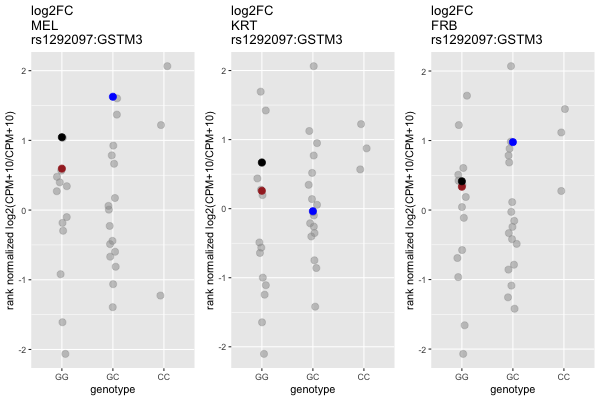 log2FC
MEL
rs1292097:GSTM3
rank normalized log2(CPM+10/CPM+10)
2
1
0
-1
-2
GG
GC
CC
genotype
log2FC
KRT
rs1292097:GSTM3
rank normalized log2(CPM+10/CPM+10)
2
1
0
-1
-2
GG
GC
CC
genotype
log2FC
FRB
rs1292097:GSTM3
rank normalized log2(CPM+10/CPM+10)
2
1
0
-1
-2
GG
GC
CC
genotype